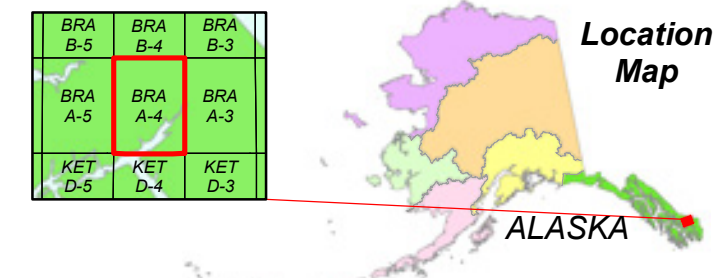 BRA BRA BRA
B-5 B-4 B-3
BRA BRA BRA
A-5 A-4 A-3
KET KET KET
D-5 D-4 D-3
Location
Map
ALASKA